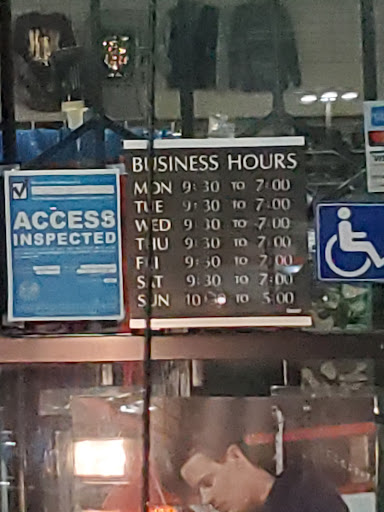 BUSINESS HOURS
MON 9:30 TO 7:00
TUE 9:30 TO 7:00
WED 9:30 TO 7:00
THU 9:30 TO 7:00
FRI 9:30 TO 7:00
SAT 9:30 TO 7:00
SUN 10 TO 5:00
ACCESS
INSPECTED